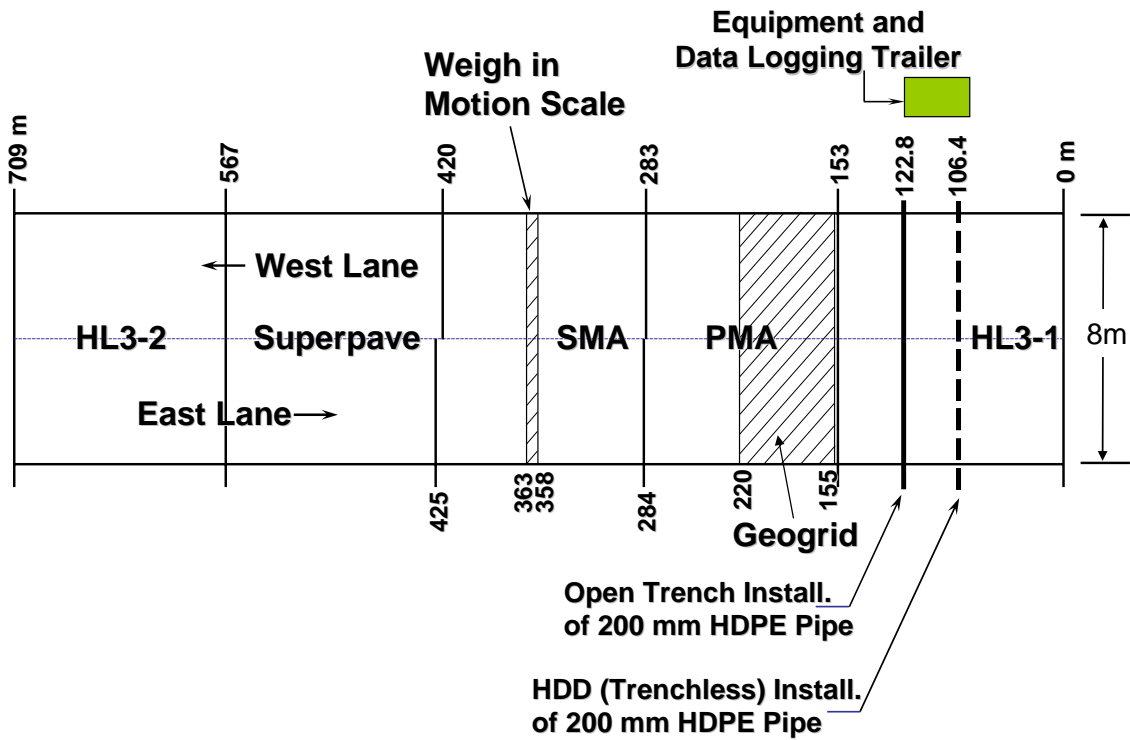 Equipment and
Data Logging Trailer
Weigh in
Motion Scale
709 m
567
420
283
153
122.8
106.4
0 m
West Lane
HL3-2
Superpave
SMA
PMA
HL3-1
8m
East Lane
425
363
358
284
220
155
Geogrid
Open Trench Install.
of 200 mm HDPE Pipe
HDD (Trenchless) Install.
of 200 mm HDPE Pipe